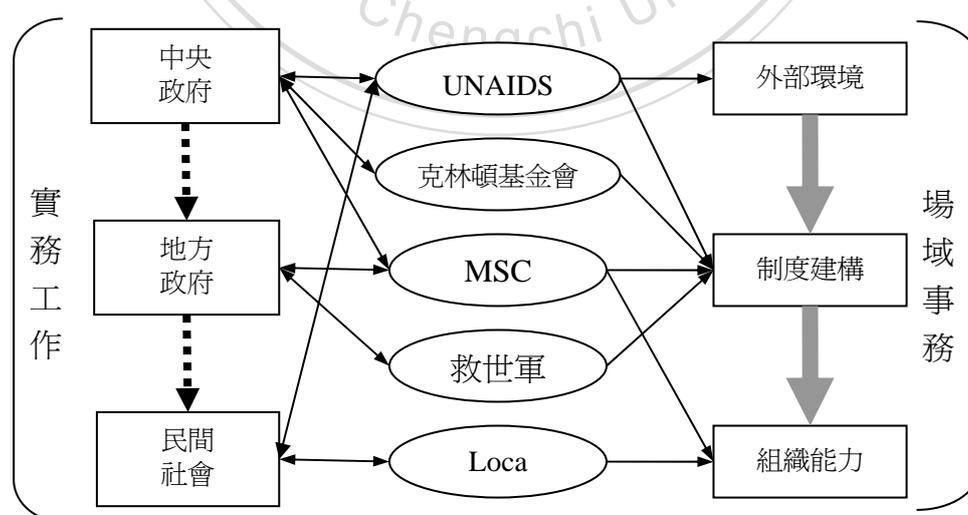 Chengchi Un
中央
政府
UNAIDS
外部環境
克林頓基金會
實務工作
地方
政府
MSC
制度建構
場域事務
救世軍
民間
社會
Loca
組織能力